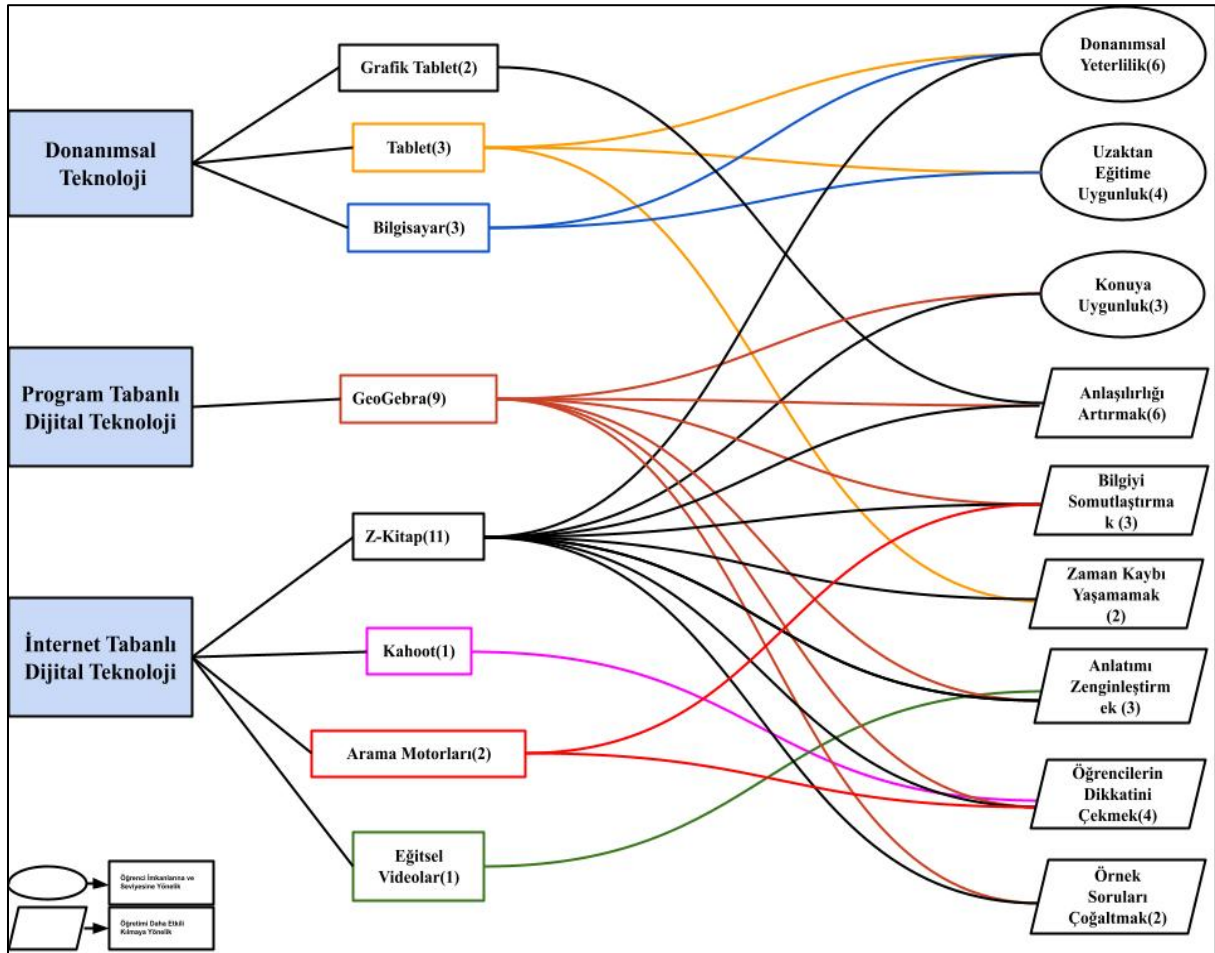 Donanımsal
Teknoloji
Program Tabanlı
Dijital Teknoloji
İnternet Tabanlı
Dijital Teknoloji
Grafik Tablet(2)
Tablet(3)
Bilgisayar(3)
GeoGebra(9)
Z-Kitap(11)
Kahoot(1)
Arama Motorları(2)
Eğitsel
Videolar(1)
Donanımsal
Yeterlilik(6)
Uzaktan
Eğitime
Uygunluk(4)
Konuya
Uygunluk(3)
Anlaşılırlığı
Artırmak(6)
Bilgiyi
Somutlaştırma
k (3)
Zaman Kaybı
Yaşamamak
(2)
Anlatımı
Zenginleştirm
ek (3)
Öğrencilerin
Dikkatini
Çekmek(4)
Örnek
Soruları
Çoğaltmak(2)
Öğrenci İmkanlarına ve
Seviyesine Yönelik
Öğretimi Daha Etkili
Kılmaya Yönelik